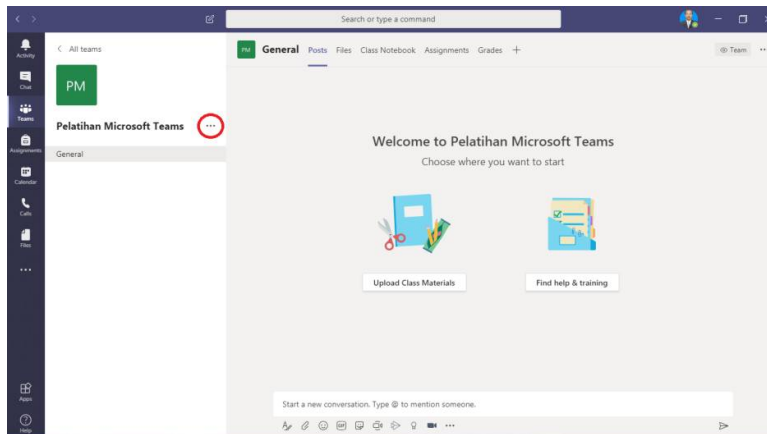 Search or type a command
Activity
Chat
Teams
Assignments
Calendar
Calls
Files
Apps
Help
All teams
PM
Pelatihan Microsoft Teams
General
PM General Posts Files Class Notebook Assignments Grades
Team
Welcome to Pelatihan Microsoft Teams
Choose where you want to start
Upload Class Materials
Find help & training
Start a new conversation. Type @ to mention someone.
GIF